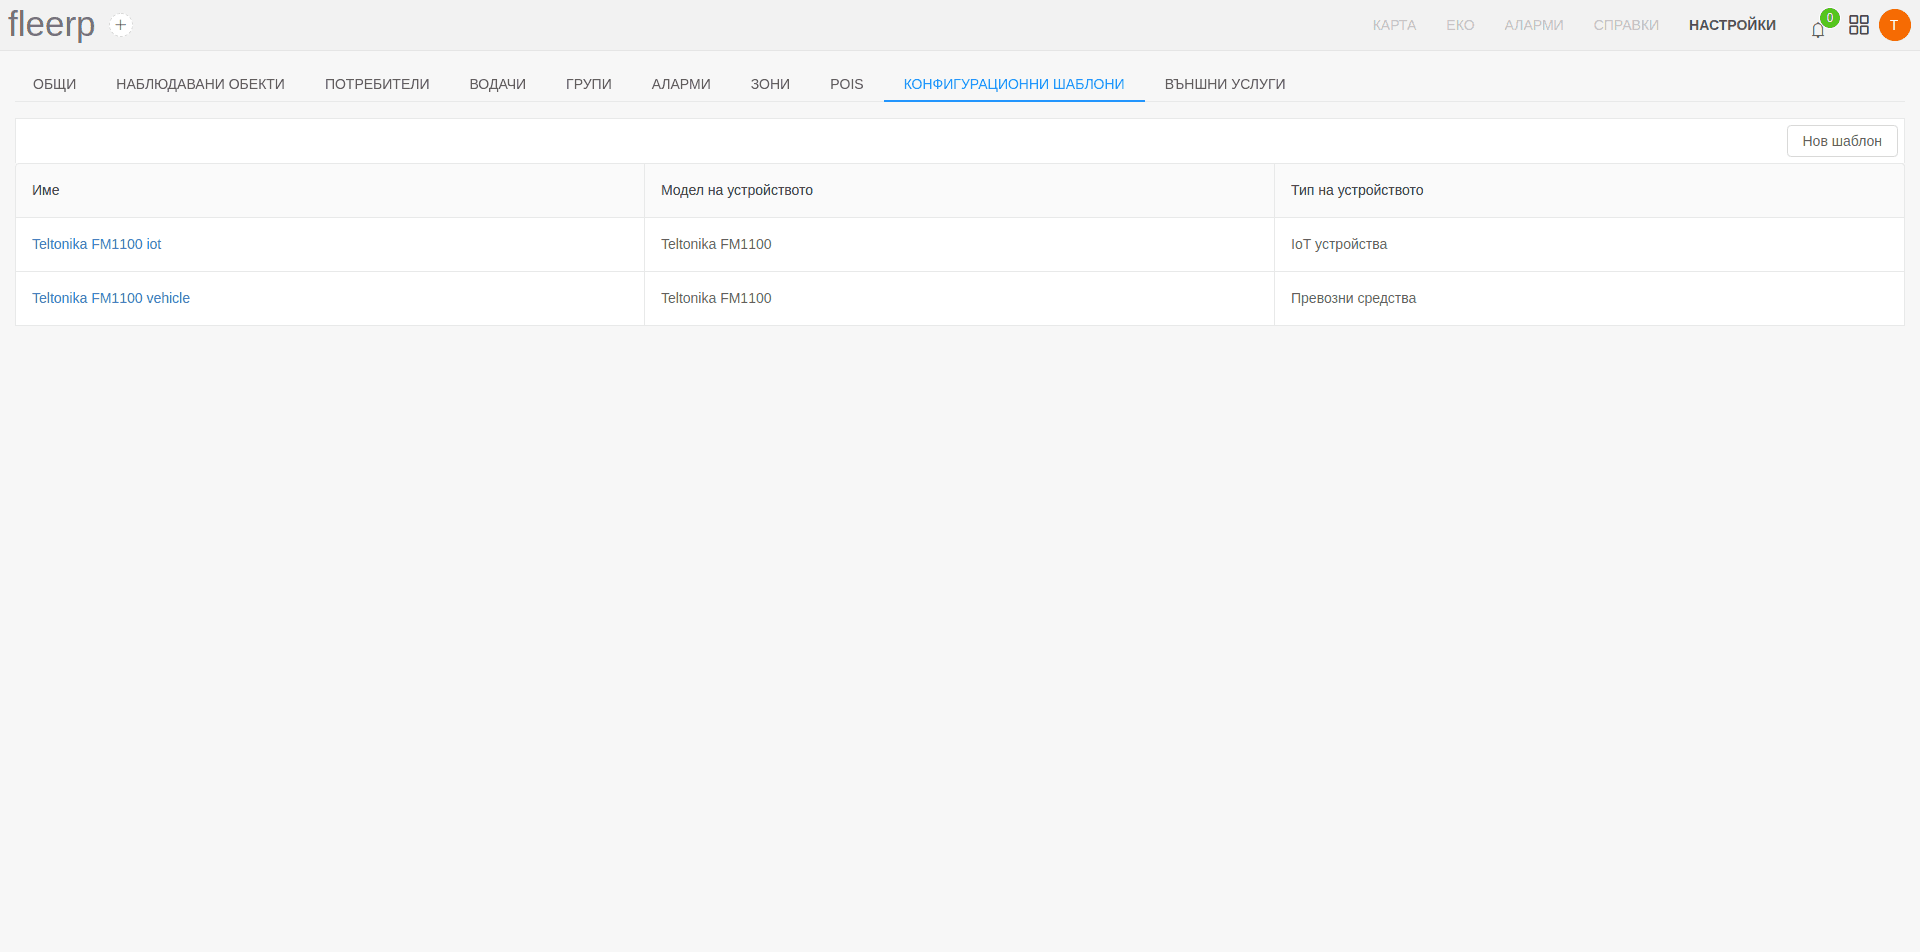 fleerp
КАРТА ЕКО АЛАРМИ СПРАВКИ НАСТРОЙКИ 0 T
ОБЩИ НАБЛЮДАВАНИ ОБЕКТИ ПОТРЕБИТЕЛИ ВОДАЧИ ГРУПИ АЛАРМИ ЗОНИ POIS КОНФИГУРАЦИОННИ ШАБЛОНИ ВЪНШНИ УСЛУГИ
Нов шаблон
Име Модел на устройството Тип на устройството
Teltonika FM1100 iot Teltonika FM1100 IoT устройства
Teltonika FM1100 vehicle Teltonika FM1100 Превозни средства